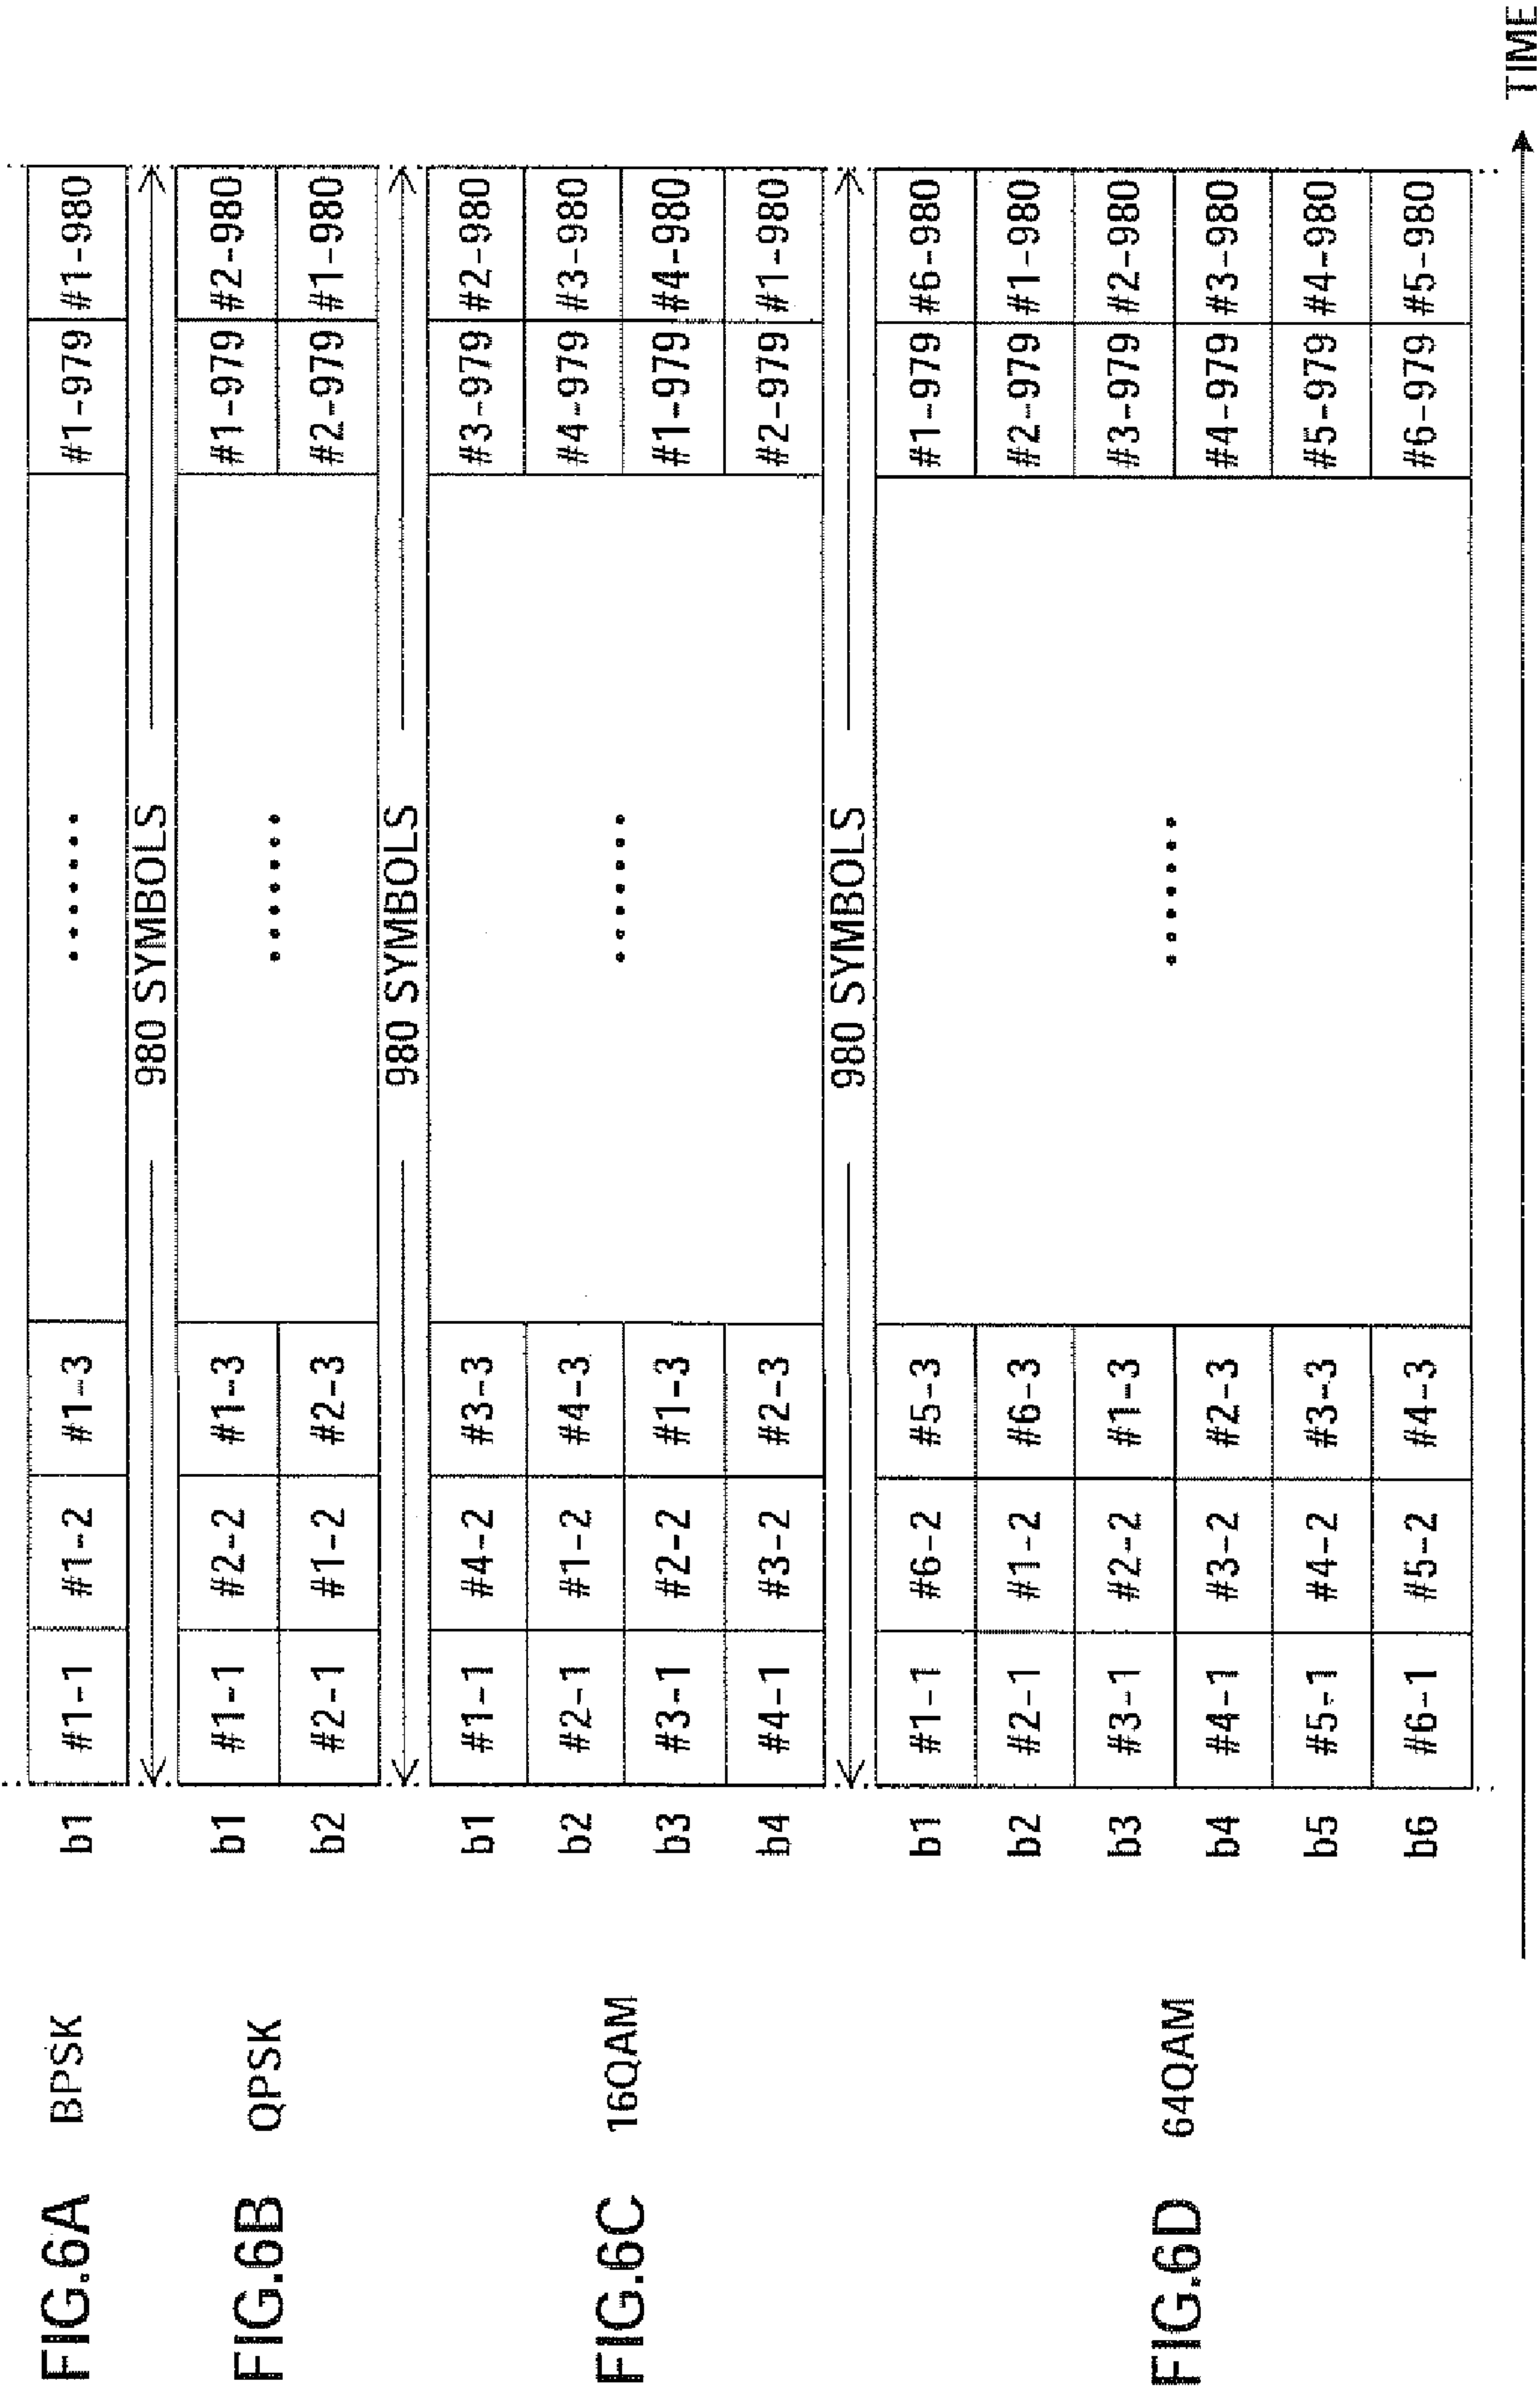 FIG.6A BPSK
b1 #1-1 #1-2 #1-3 ······· #1-979 #1-980
980 SYMBOLS
FIG.6B QPSK
b1 #1-1 #2-2 #1-3 #1-979 #2-980
·······
b2 #2-1 #1-2 #2-3 #2-979 #1-980
980 SYMBOLS
FIG.6C 16QAM
b1 #1-1 #4-2 #3-3 #3-979 #2-980
b2 #2-1 #1-2 #4-3 #4-979 #3-980
·······
b3 #3-1 #2-2 #1-3 #1-979 #4-980
b4 #4-1 #3-2 #2-3 #2-979 #1-980
980 SYMBOLS
FIG.6D 64QAM
b1 #1-1 #6-2 #5-3 #1-979 #6-980
b2 #2-1 #1-2 #6-3 #2-979 #1-980
b3 #3-1 #2-2 #1-3 #3-979 #2-980
·······
b4 #4-1 #3-2 #2-3 #4-979 #3-980
b5 #5-1 #4-2 #3-3 #5-979 #4-980
b6 #6-1 #5-2 #4-3 #6-979 #5-980
TIME